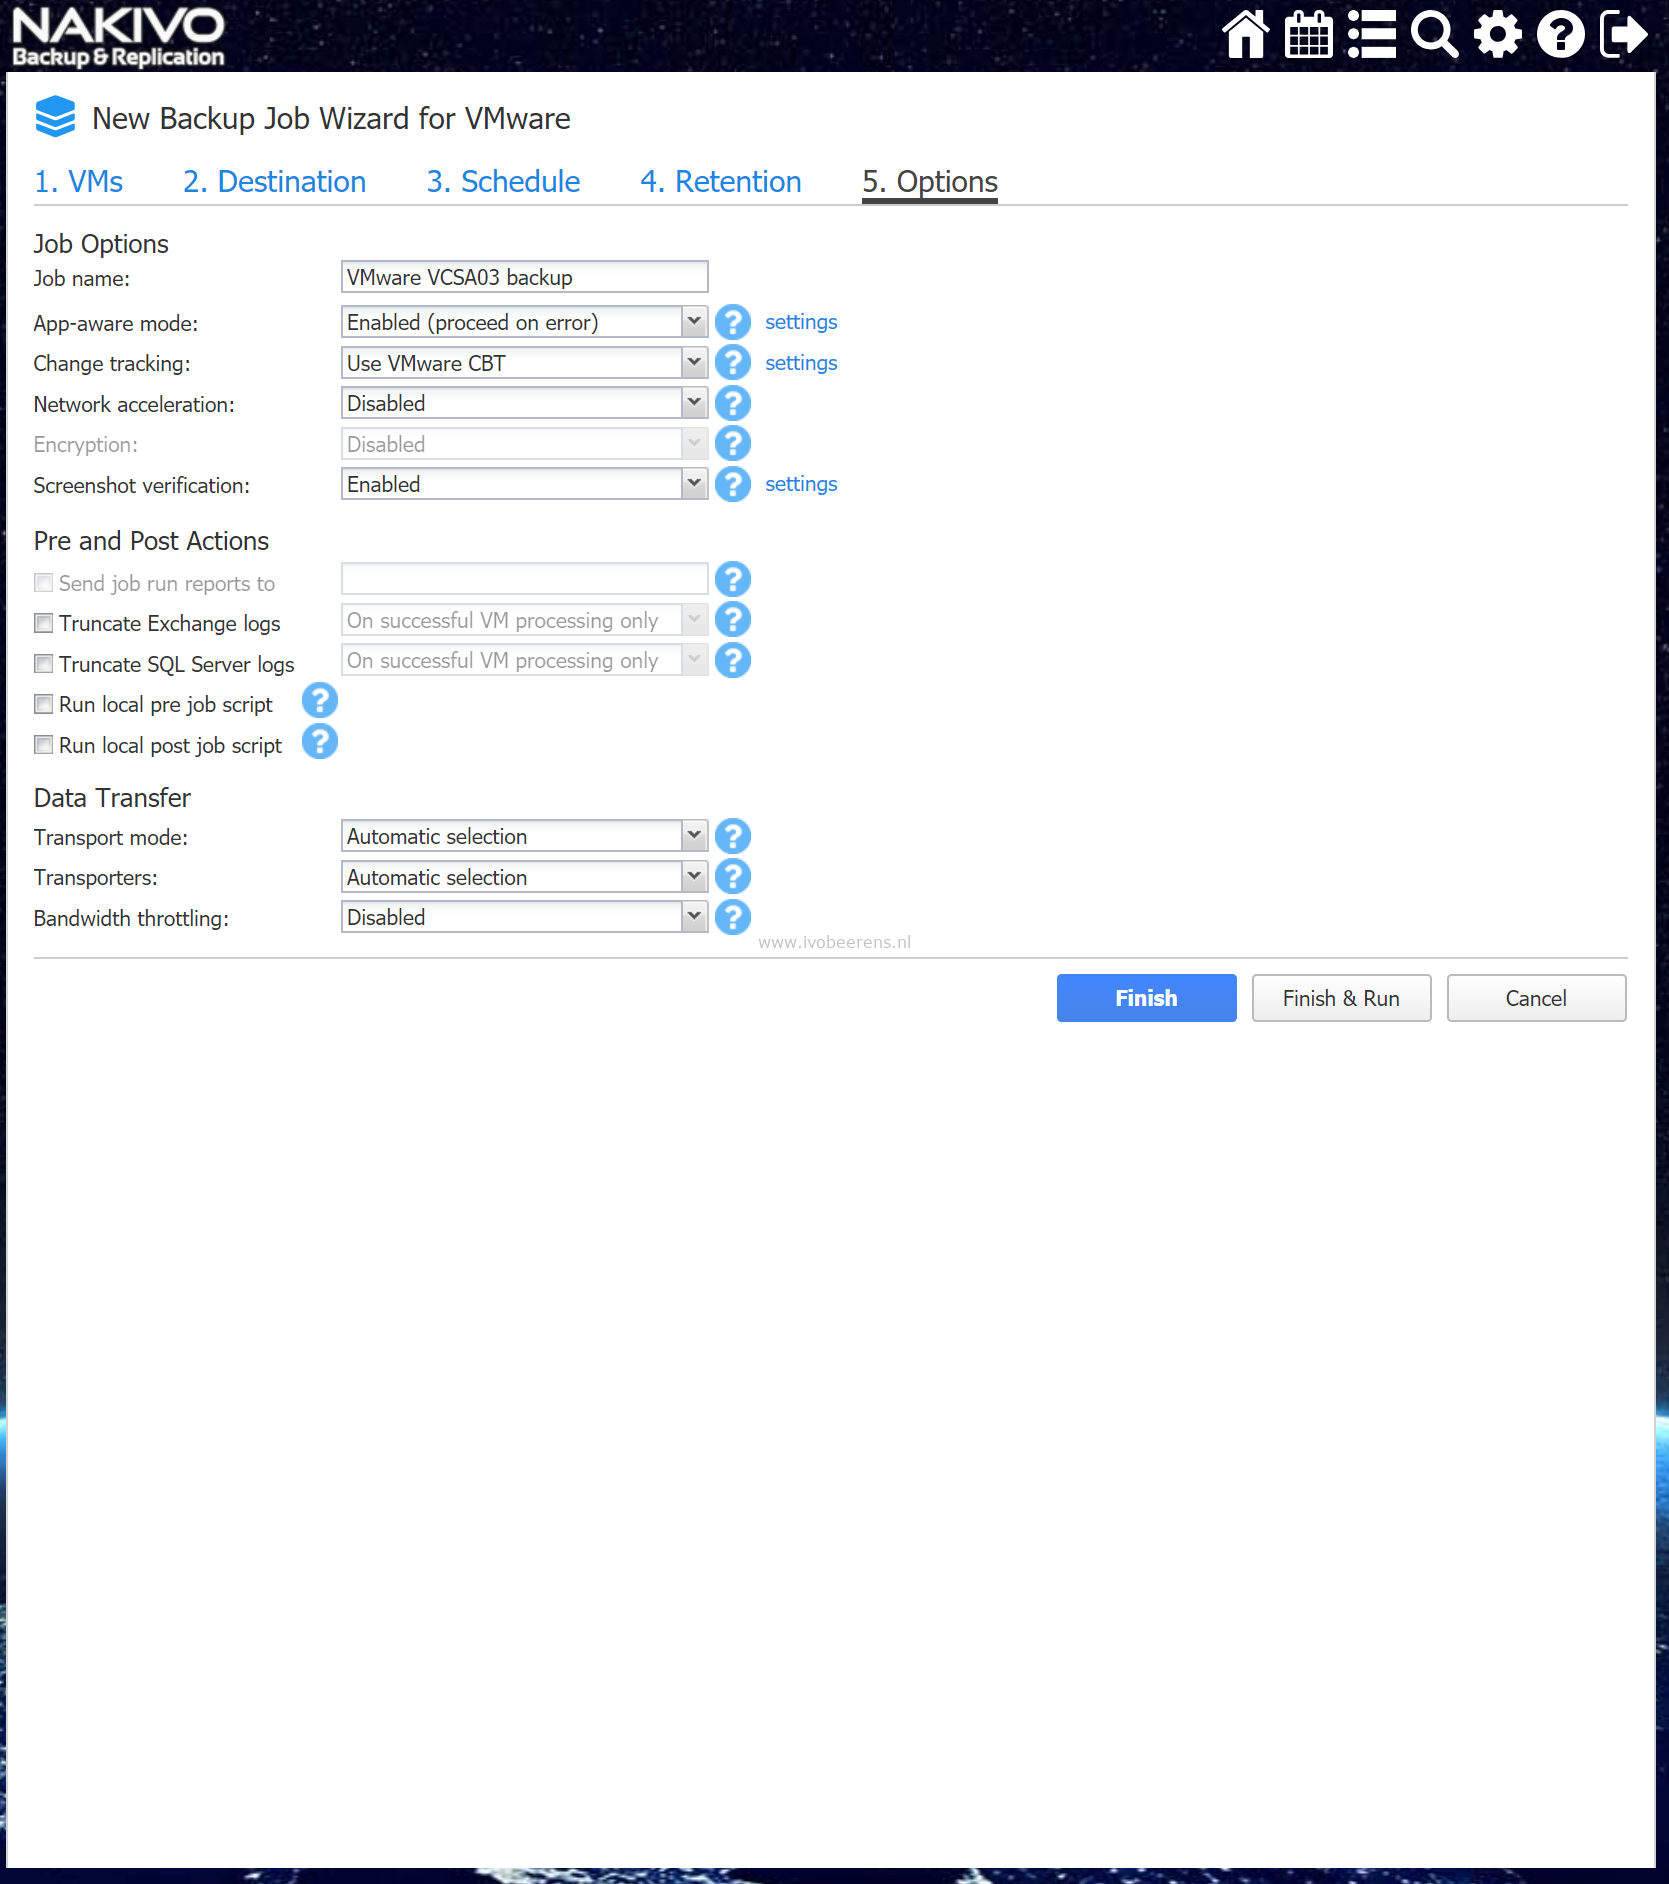 NAKIVO
Backup & Replication
New Backup Job Wizard for VMware
1. VMs 2. Destination 3. Schedule 4. Retention 5. Options
Job Options
Job name: VMware VCSA03 backup
App-aware mode: Enabled (proceed on error) ? settings
Change tracking: Use VMware CBT ? settings
Network acceleration: Disabled ?
Encryption: Disabled ?
Screenshot verification: Enabled ? settings
Pre and Post Actions
Send job run reports to ?
Truncate Exchange logs On successful VM processing only ?
Truncate SQL Server logs On successful VM processing only ?
Run local pre job script ?
Run local post job script ?
Data Transfer
Transport mode: Automatic selection ?
Transporters: Automatic selection ?
Bandwidth throttling: Disabled ?
www.ivobeerens.nl
Finish Finish & Run Cancel